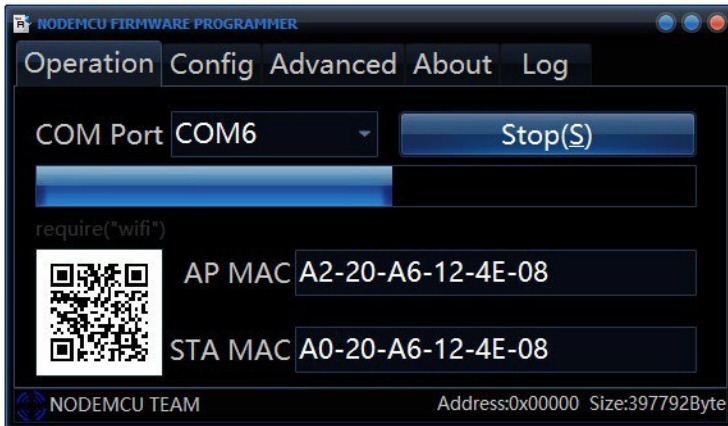 NODEMCU FIRMWARE PROGRAMMER
Operation Config Advanced About Log
COM Port COM6 Stop(S)
require("wifi")
AP MAC A2-20-A6-12-4E-08
STA MAC A0-20-A6-12-4E-08
NODEMCU TEAM Address:0x00000 Size:397792Byte